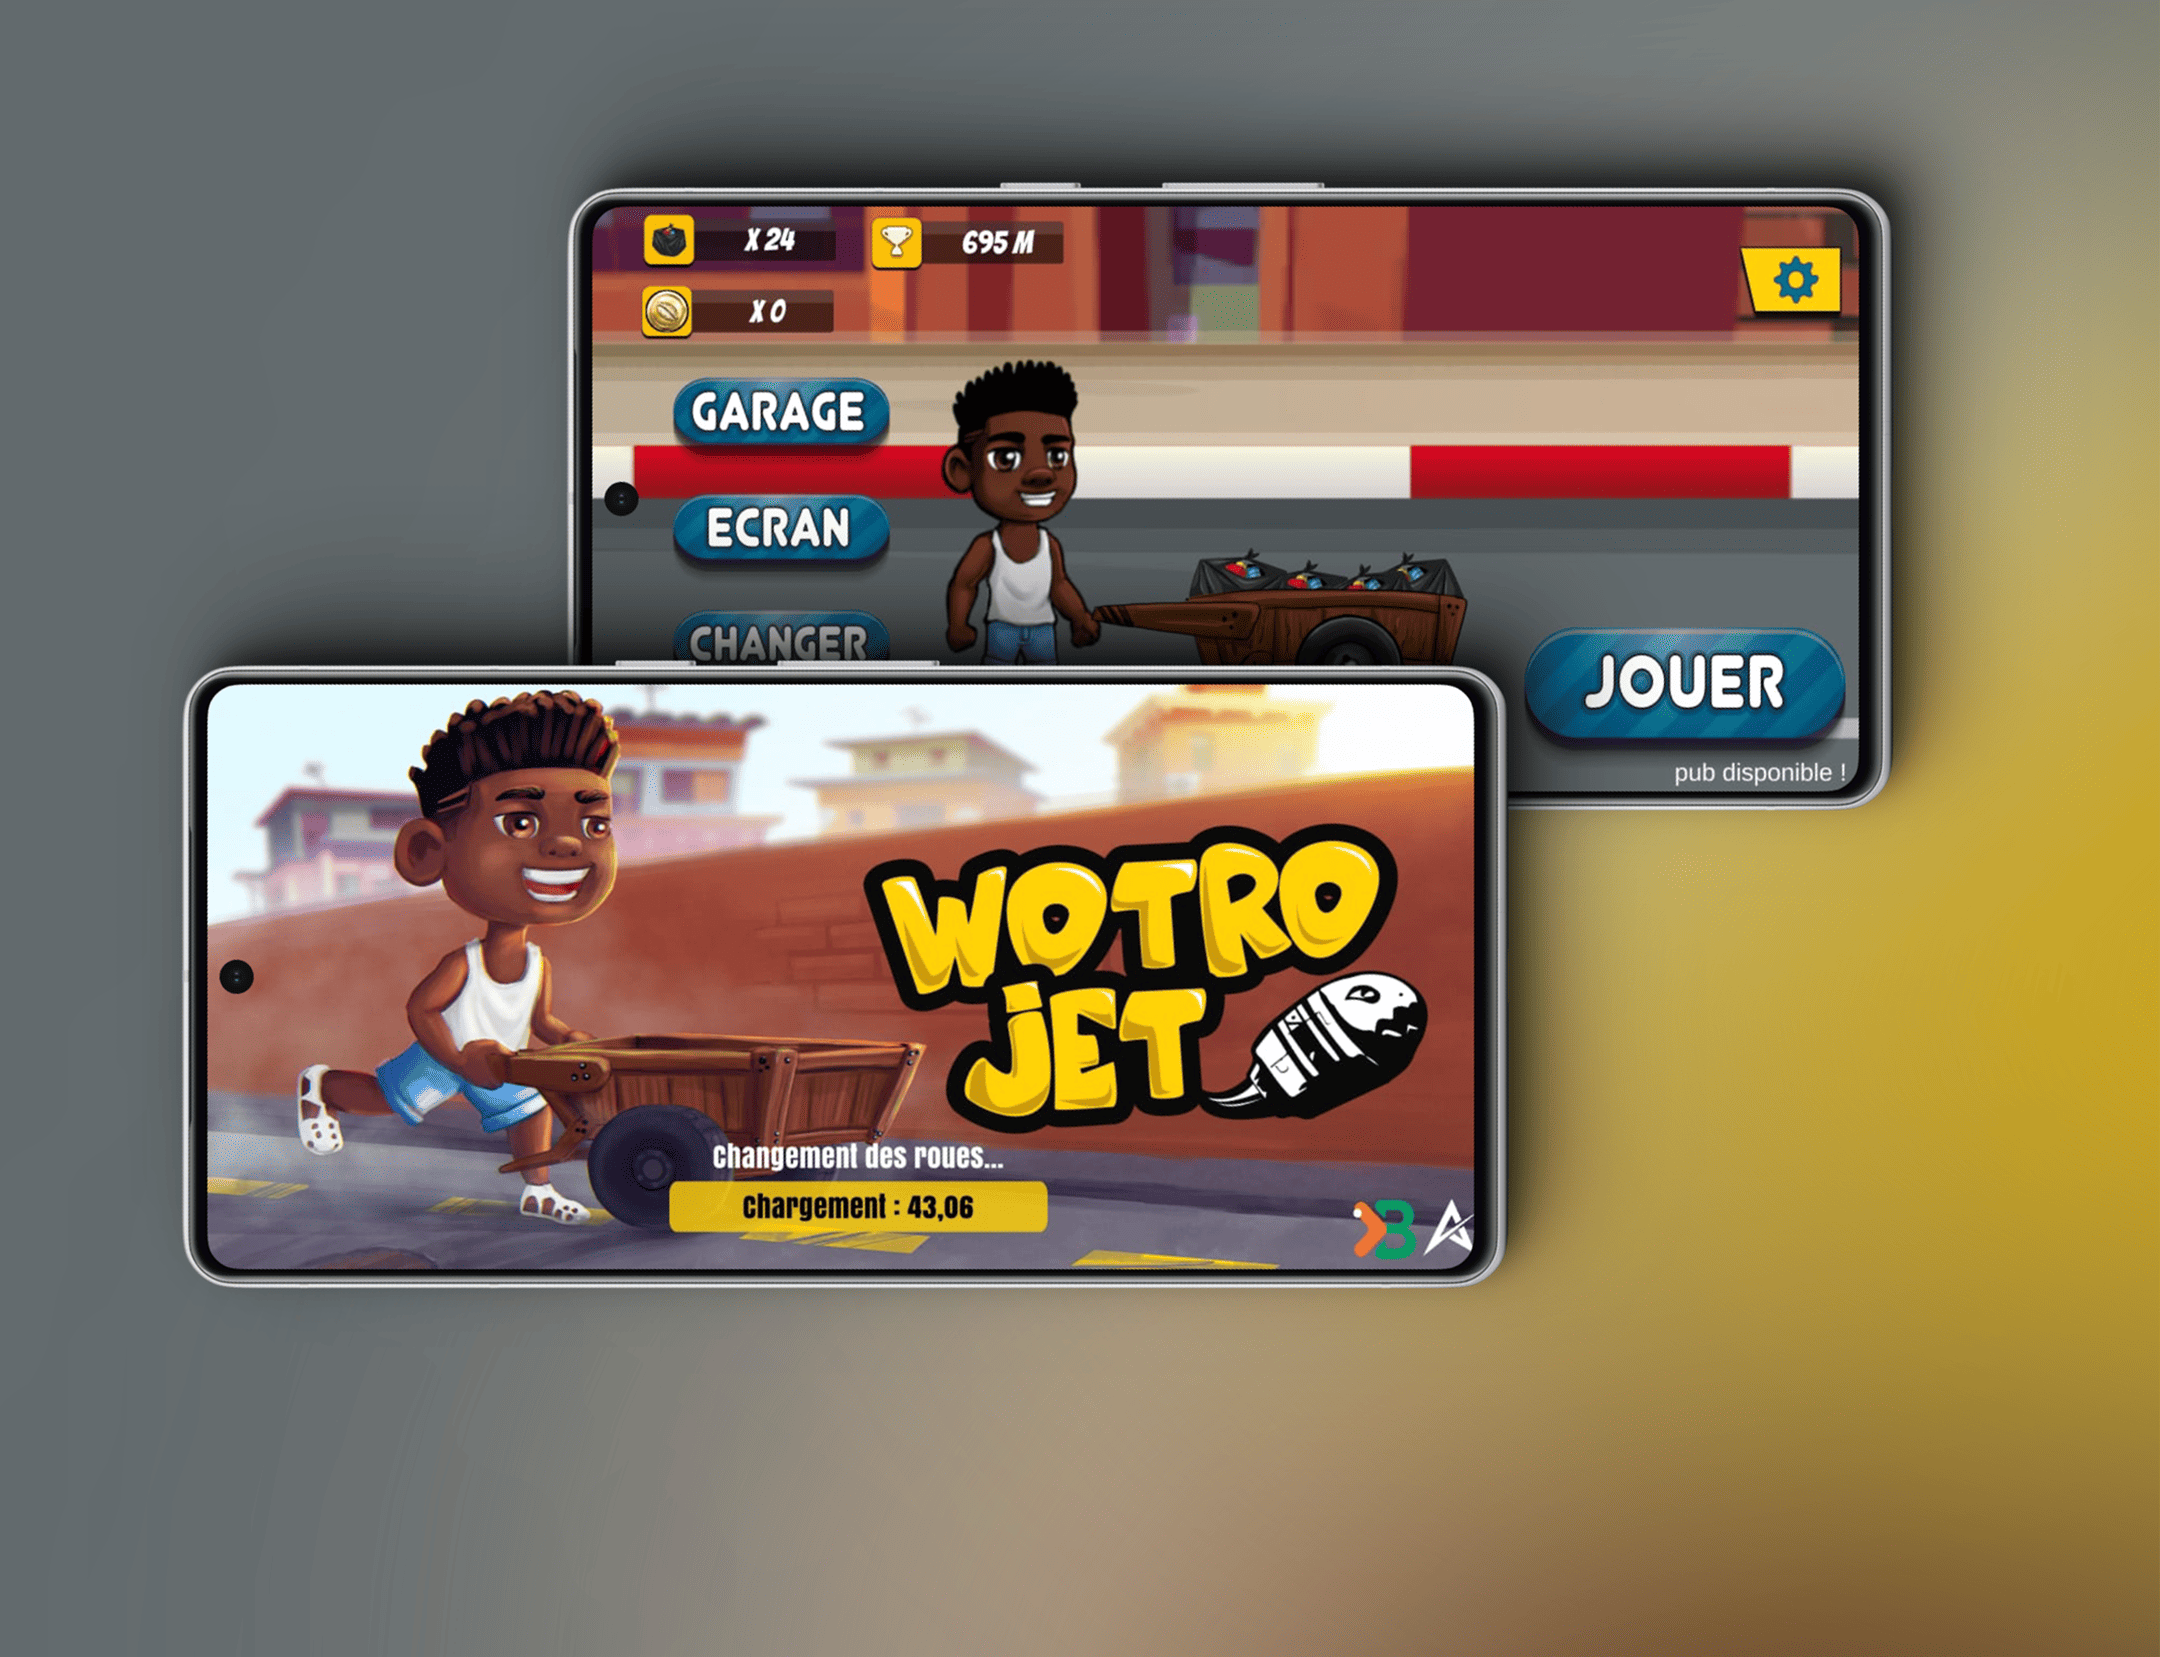 X 24
695 M
X 0
GARAGE
ECRAN
CHANGER
JOUER
pub disponible !
WOTRO
JET
changement des roues...
Chargement : 43,06